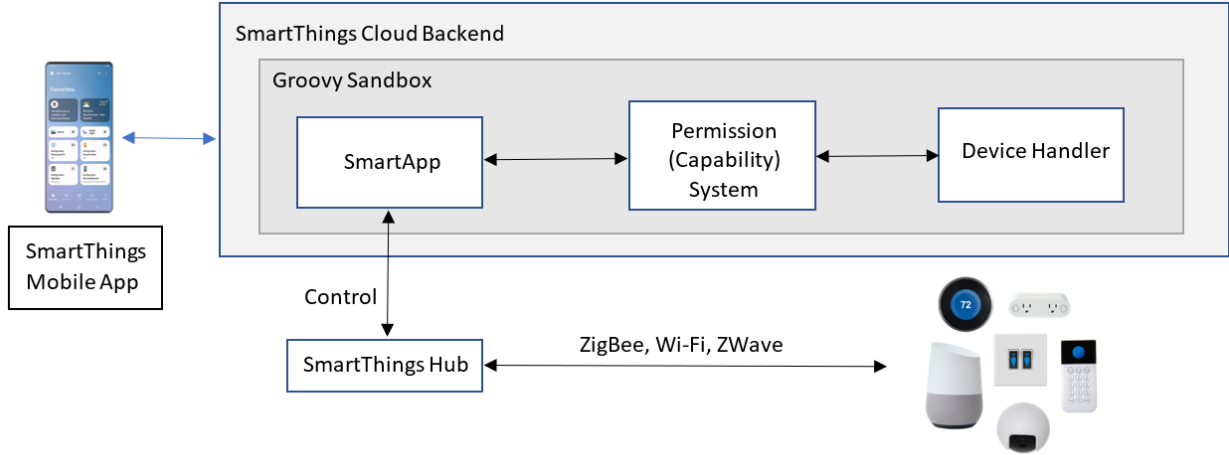 SmartThings Cloud Backend
Groovy Sandbox
Favorites
SmartApp
Permission
(Capability)
System
Device Handler
SmartThings
Mobile App
Control
SmartThings Hub
ZigBee, Wi-Fi, ZWave
72